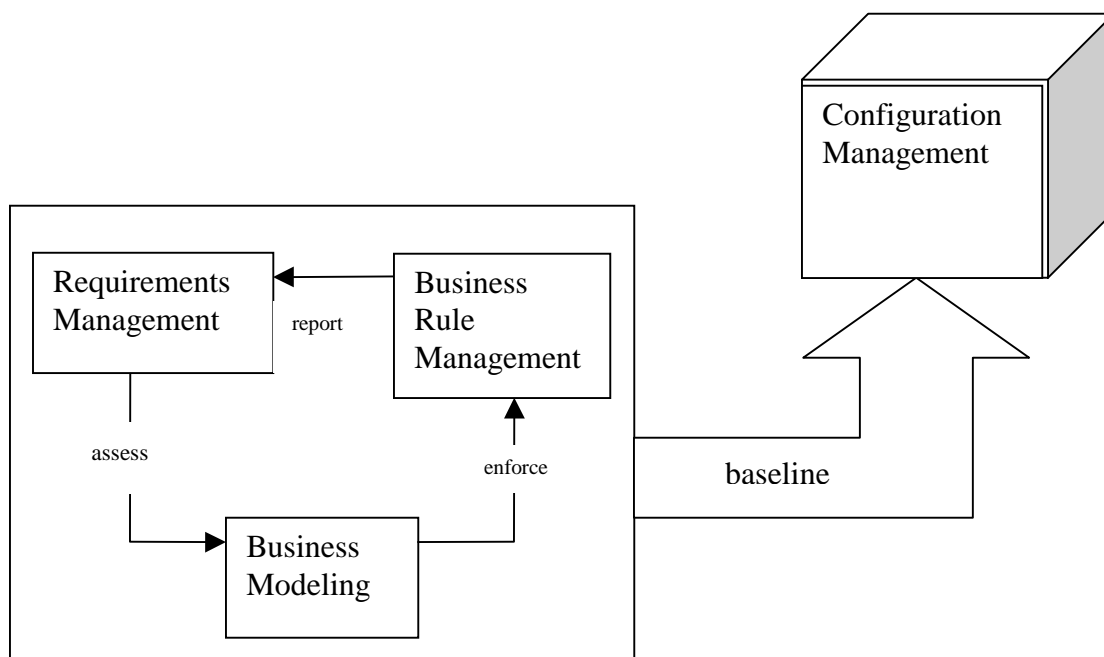 Configuration
Management
Requirements
Management
Business
Rule
Management
report
assess
enforce
baseline
Business
Modeling